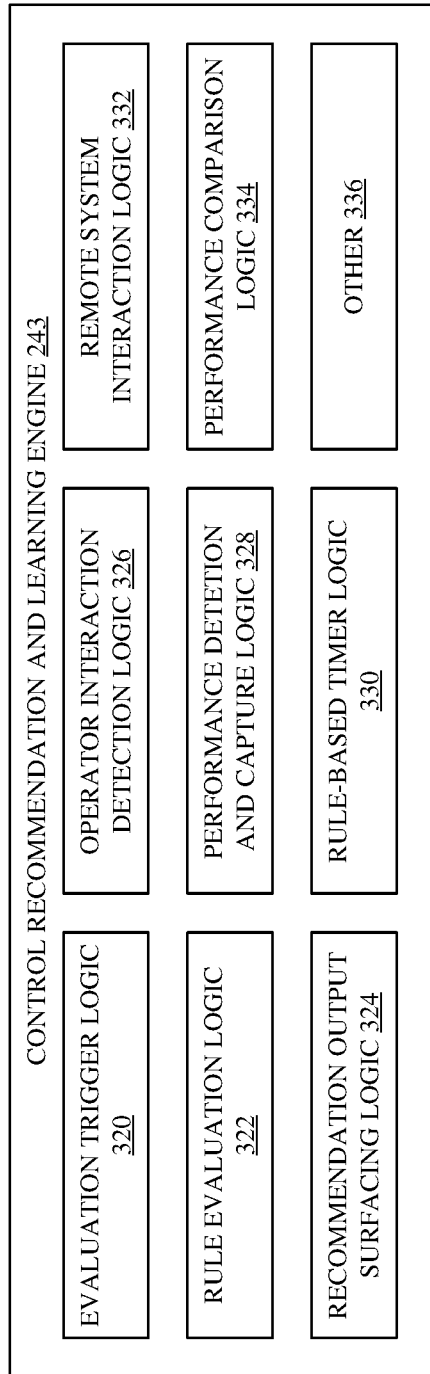 CONTROL RECOMMENDATION AND LEARNING ENGINE 243
EVALUATION TRIGGER LOGIC
320
RULE EVALUATION LOGIC
322
RECOMMENDATION OUTPUT
SURFACING LOGIC 324
OPERATOR INTERACTION
DETECTION LOGIC 326
PERFORMANCE DETETION
AND CAPTURE LOGIC 328
RULE-BASED TIMER LOGIC
330
REMOTE SYSTEM
INTERACTION LOGIC 332
PERFORMANCE COMPARISON
LOGIC 334
OTHER 336